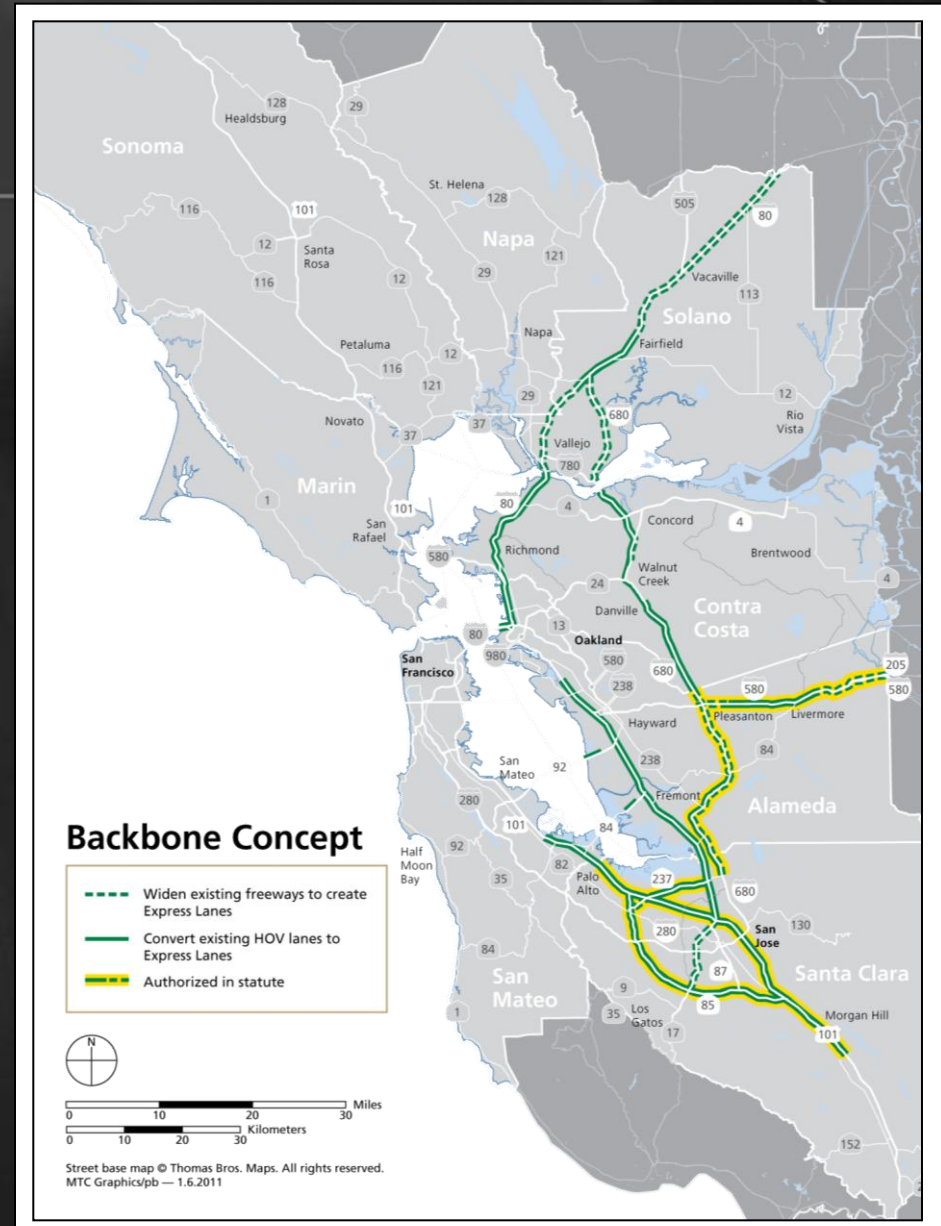 128
29
Healdsburg
Sonoma
St. Helena
128
505
80
116
101
Napa
12
Santa
Rosa
121
116
12
29
Vacaville
113
Solano
Napa
Fairfield
Petaluma
12
116
121
29
12
Rio
Vista
680
Novato
37
37
Vallejo
780
Marin
1
101
80
4
Concord
4
San
Rafael
580
Richmond
Brentwood
Walnut
Creek
4
24
Contra
Costa
Danville
13
80
Oakland
980
580
San
Francisco
680
238
205
580
580
Pleasanton
Livermore
Hayward
84
San
Mateo
92
238
Fremont
Alameda
280
101
84
Backbone Concept
Half
Moon
Bay
92
82
35
Palo
Alto
237
680
Widen existing freeways to create
Express Lanes
Convert existing HOV lanes to
Express Lanes
Authorized in statute
280
San
Jose
130
84
87
Santa Clara
San
Mateo
9
85
1
35
Los
Gatos
17
Morgan Hill
101
N
0 10 20 30 Miles
0 10 20 30 Kilometers
152
Street base map © Thomas Bros. Maps. All rights reserved.
MTC Graphics/pb — 1.6.2011